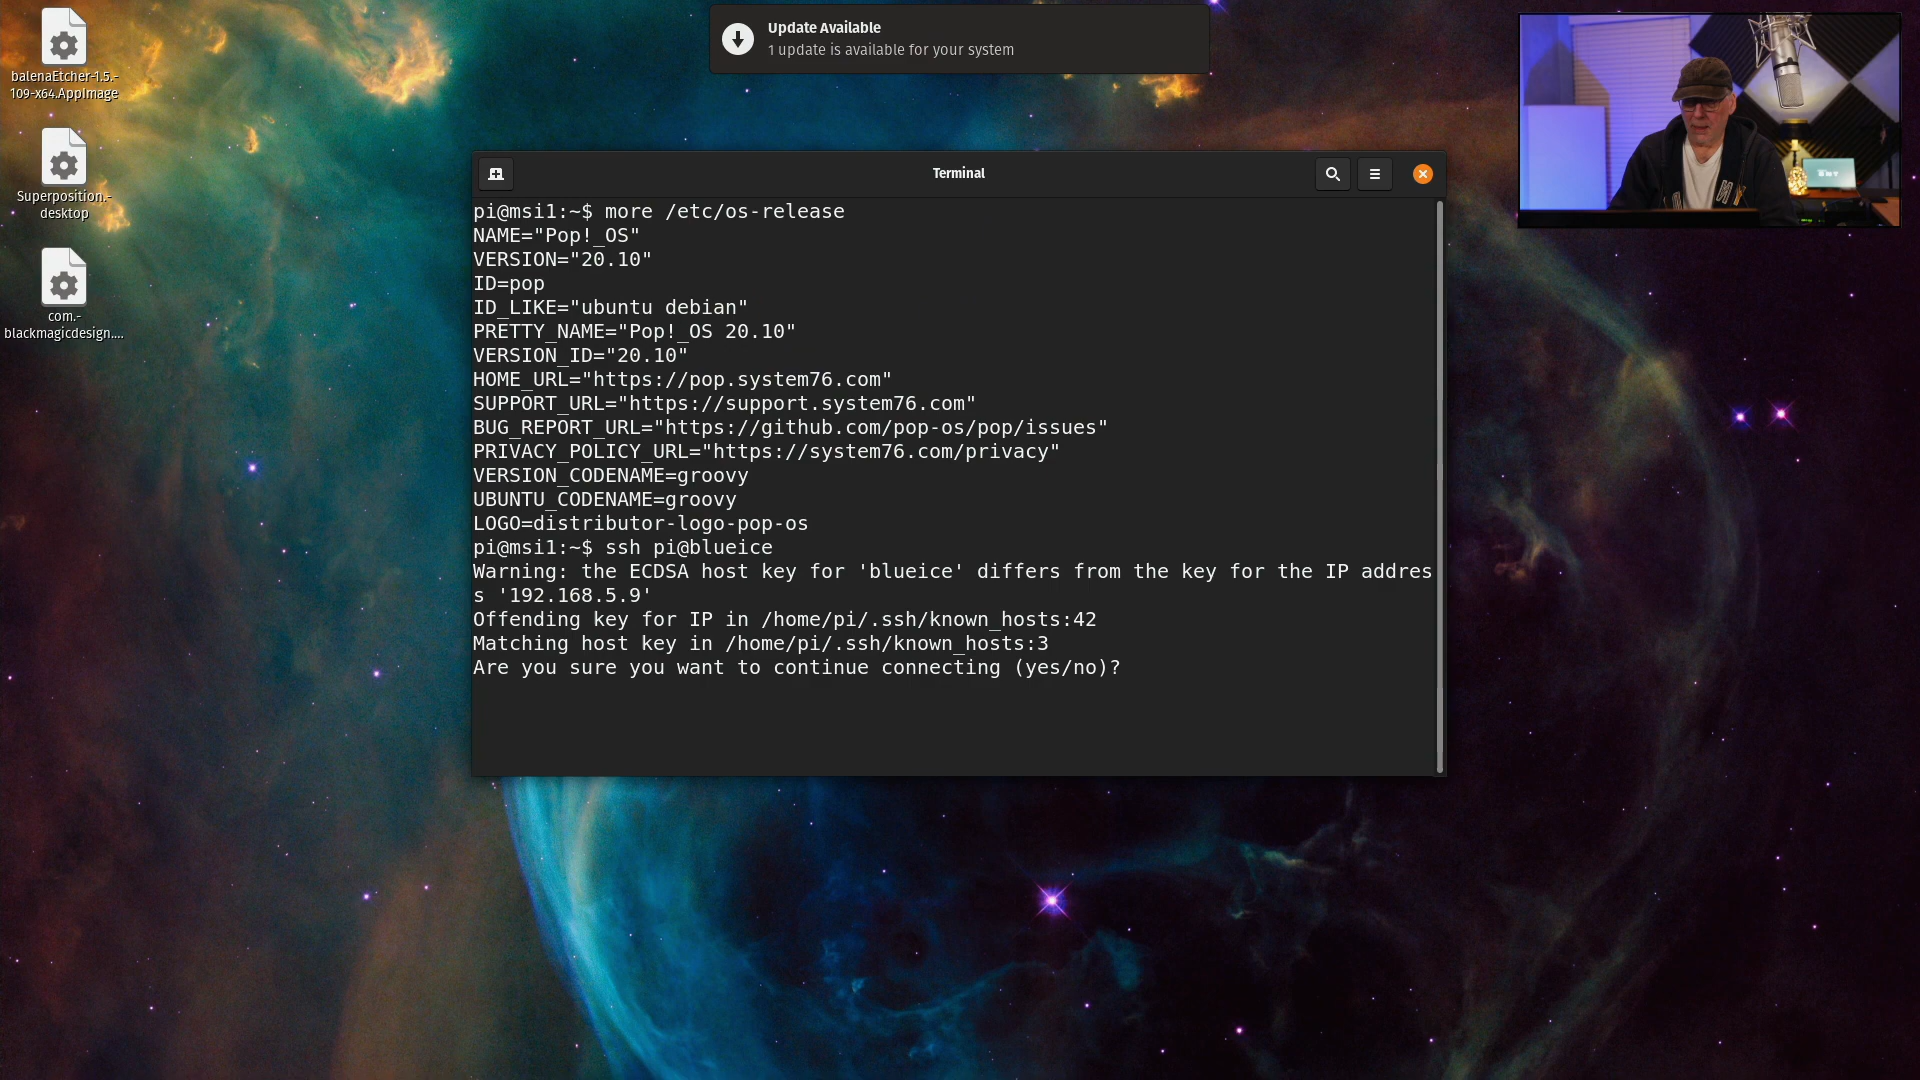 balenaEtcher-1.5.-
109-x64.AppImage
Superposition.-
desktop
com.-
blackmagicdesign....
Update Available
1 update is available for your system
Terminal
pi@msi1:~$ more /etc/os-release
NAME="Pop!_OS"
VERSION="20.10"
ID=pop
ID_LIKE="ubuntu debian"
PRETTY_NAME="Pop!_OS 20.10"
VERSION_ID="20.10"
HOME_URL="https://pop.system76.com"
SUPPORT_URL="https://support.system76.com"
BUG_REPORT_URL="https://github.com/pop-os/pop/issues"
PRIVACY_POLICY_URL="https://system76.com/privacy"
VERSION_CODENAME=groovy
UBUNTU_CODENAME=groovy
LOGO=distributor-logo-pop-os
pi@msi1:~$ ssh pi@blueice
Warning: the ECDSA host key for 'blueice' differs from the key for the IP addres
s '192.168.5.9'
Offending key for IP in /home/pi/.ssh/known_hosts:42
Matching host key in /home/pi/.ssh/known_hosts:3
Are you sure you want to continue connecting (yes/no)?